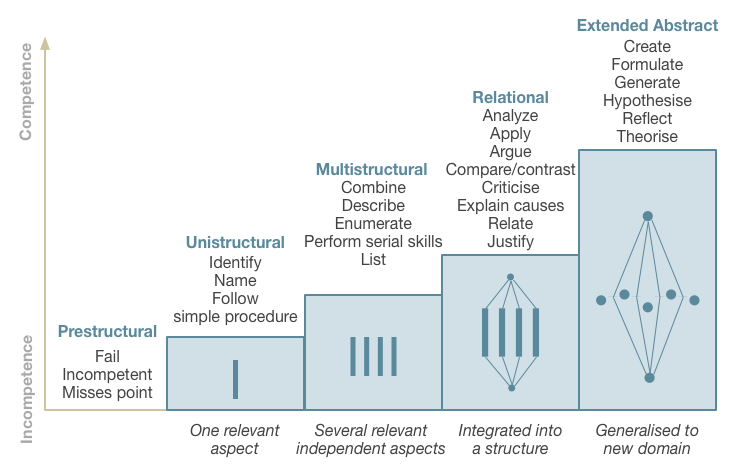 Competence
Incompetence
Prestructural
Fail
Incompetent
Misses point
Unistructural
Identify
Name
Follow
simple procedure
One relevant
aspect
Multistructural
Combine
Describe
Enumerate
Perform serial skills
List
Several relevant
independent aspects
Relational
Analyze
Apply
Argue
Compare/contrast
Criticise
Explain causes
Relate
Justify
Integrated into
a structure
Extended Abstract
Create
Formulate
Generate
Hypothesise
Reflect
Theorise
Generalised to
new domain